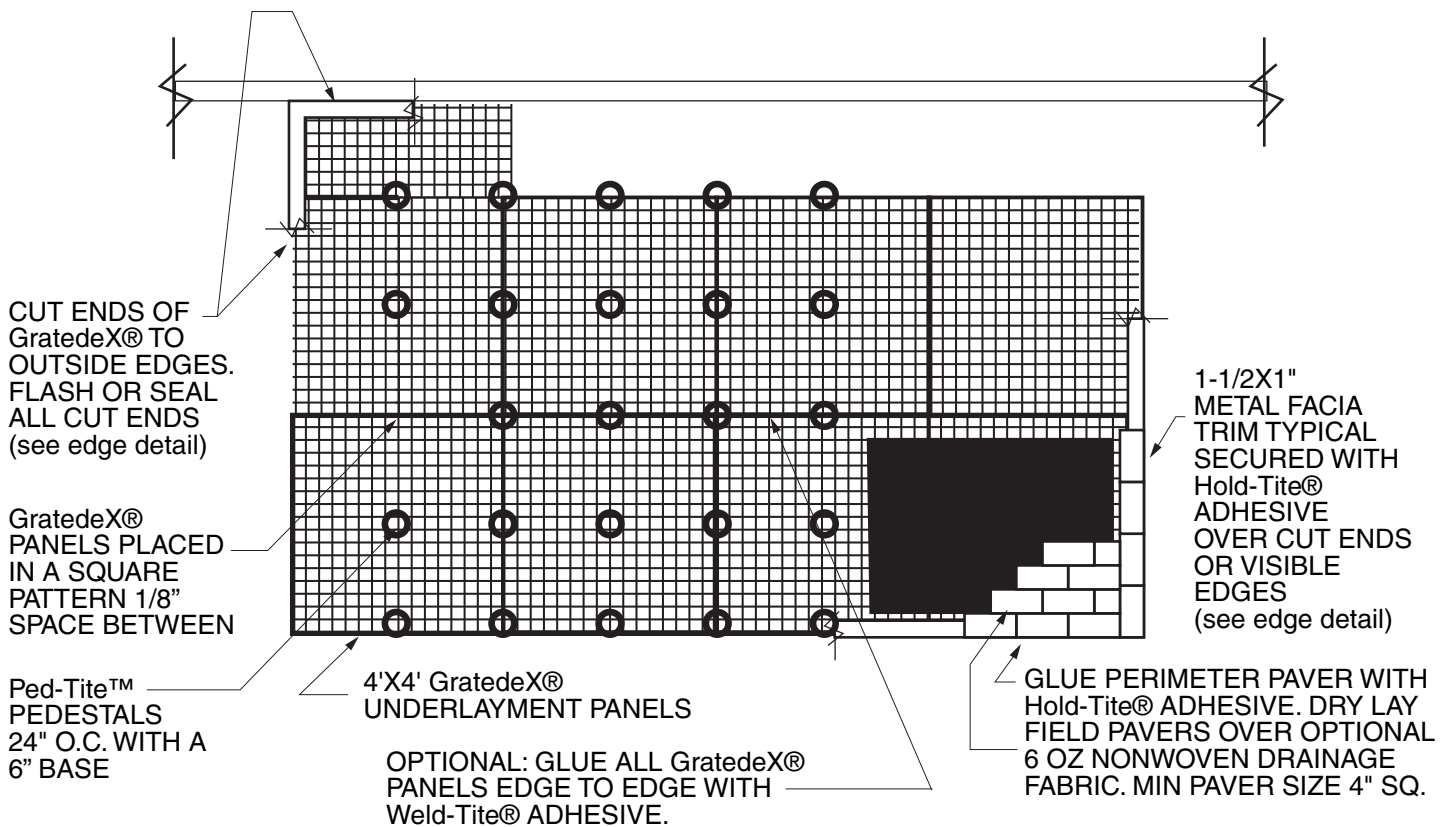 CUT ENDS OF
GratedeX® TO
OUTSIDE EDGES.
FLASH OR SEAL
ALL CUT ENDS
(see edge detail)
GratedeX®
PANELS PLACED
IN A SQUARE
PATTERN 1/8”
SPACE BETWEEN
Ped-Tite™
PEDESTALS
24" O.C. WITH A
6” BASE
4'X4' GratedeX®
UNDERLAYMENT PANELS
OPTIONAL: GLUE ALL GratedeX®
PANELS EDGE TO EDGE WITH
Weld-Tite® ADHESIVE.
1-1/2X1"
METAL FACIA
TRIM TYPICAL
SECURED WITH
Hold-Tite®
ADHESIVE
OVER CUT ENDS
OR VISIBLE
EDGES
(see edge detail)
GLUE PERIMETER PAVER WITH
Hold-Tite® ADHESIVE. DRY LAY
FIELD PAVERS OVER OPTIONAL
6 OZ NONWOVEN DRAINAGE
FABRIC. MIN PAVER SIZE 4" SQ.